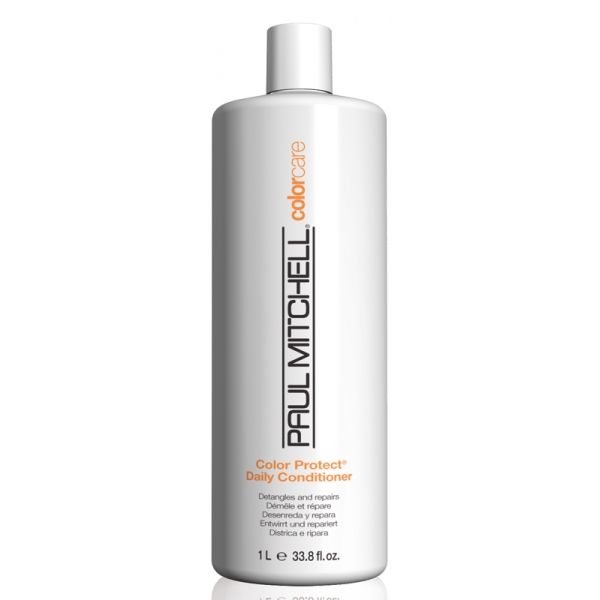 PAUL MITCHELL® colorcare
Color Protect®
Daily Conditioner
Detangles and repairs
Démêle et répare
Desenreda y repara
Entwirrt und repariert
Districa e ripara
1 L ℮ 33.8 fl. oz.